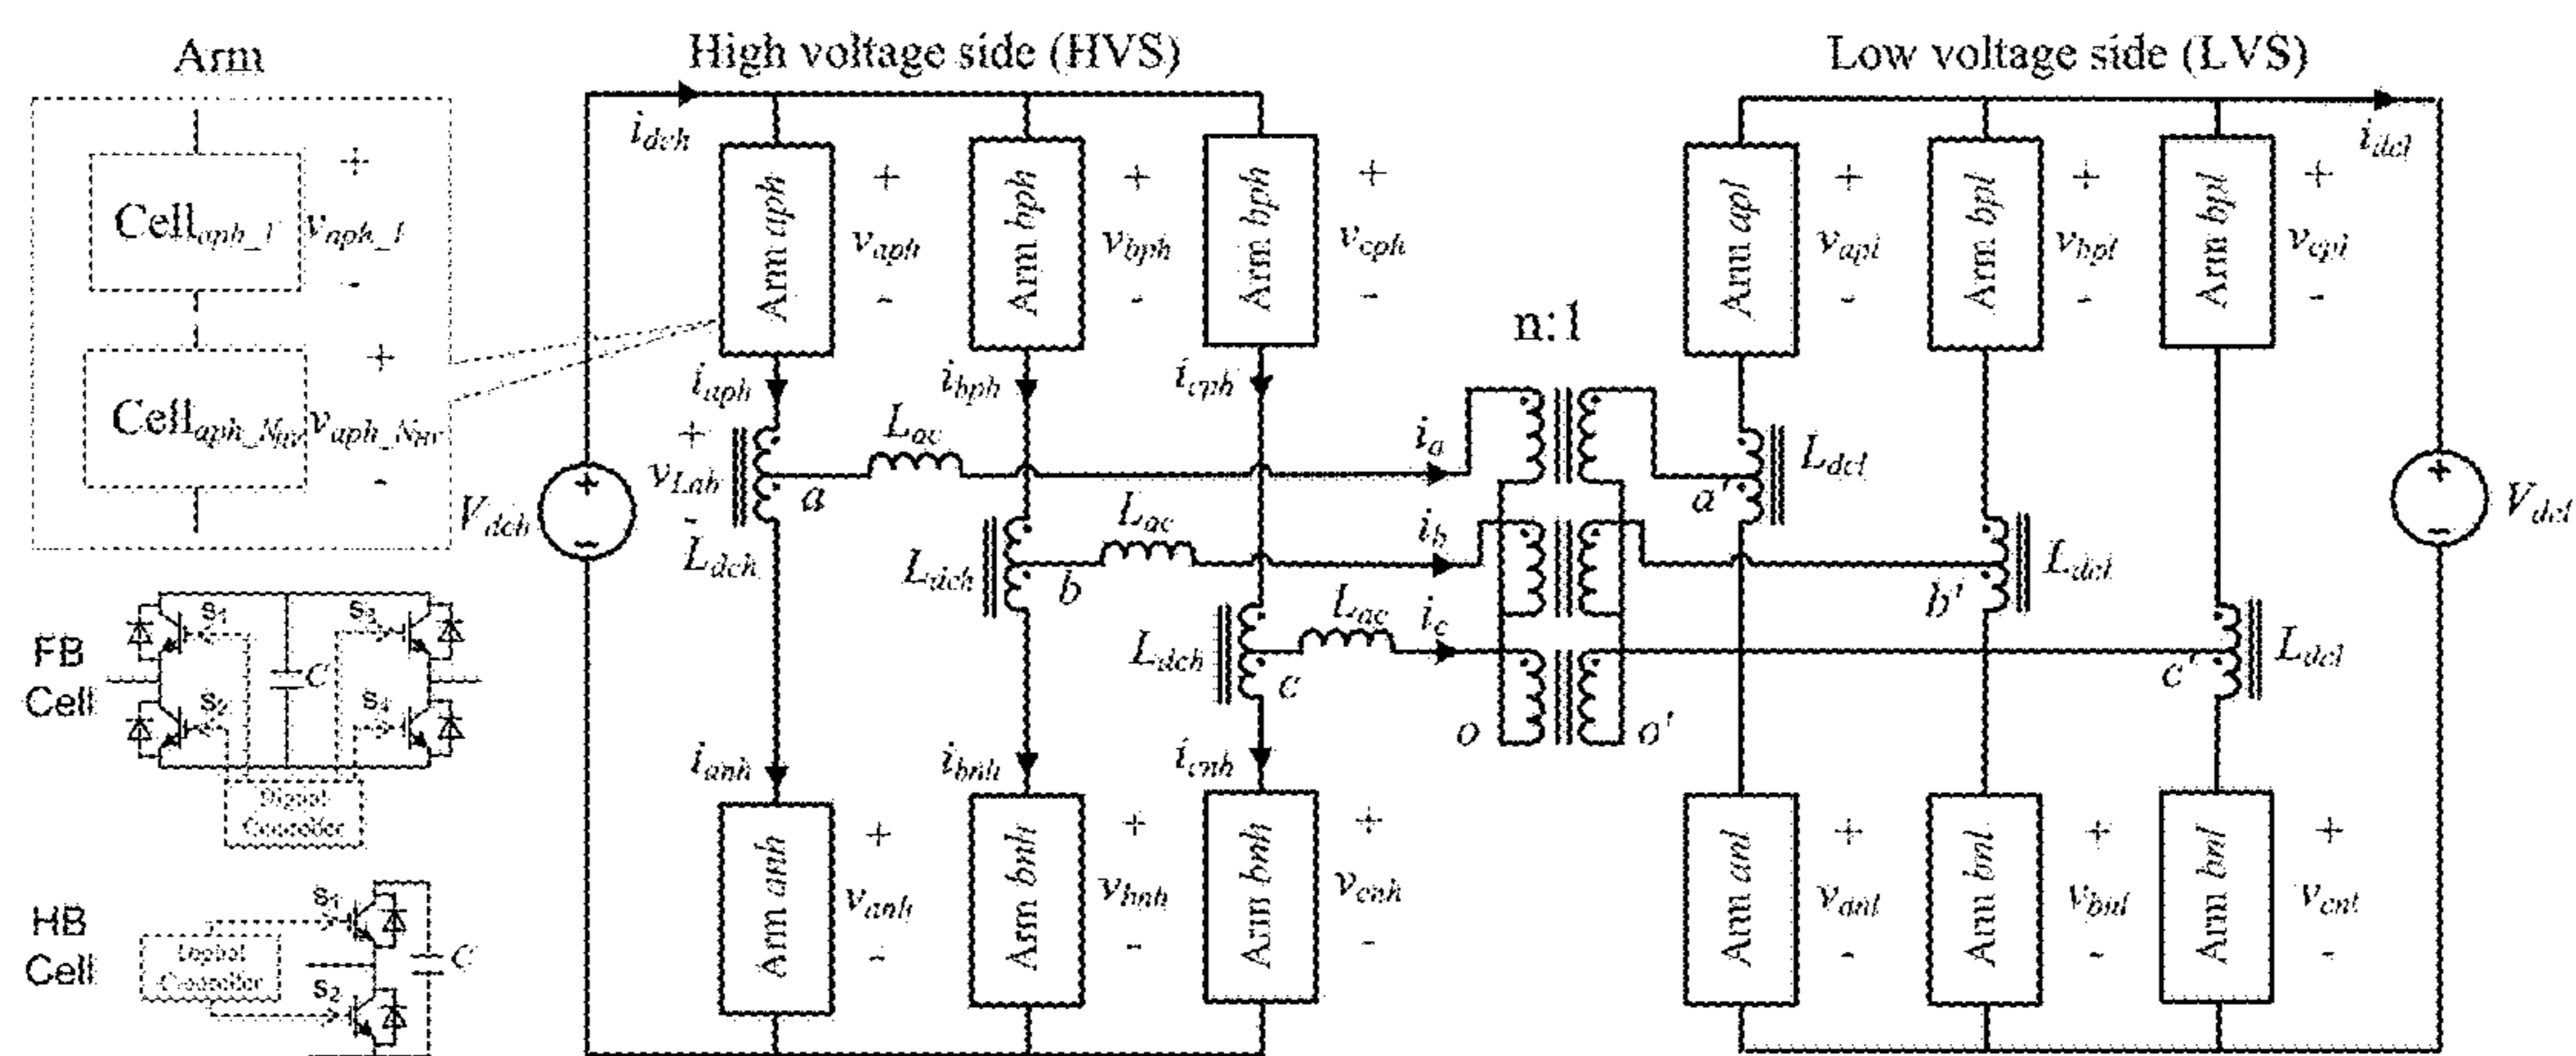 Arm
High voltage side (HVS)
Low voltage side (LVS)
+
Cell_aph_1
v_aph_1
-
+
Cell_aph_NHV
v_aph_NHV
-
FB
Cell
S1
S3
C
S2
S4
Signal
Controller
HB
Cell
S1
C
Controller
S2
i_dch
V_dch
+
−
Arm aph
+
v_aph
-
Arm bph
+
v_bph
-
Arm bph
+
v_cph
-
i_aph
i_bph
i_cph
+
v_Lah
-
L_dch
a
L_ac
i_a
L_dch
b
L_ac
i_b
L_dch
c
L_ac
i_c
i_anh
i_bnh
i_cnh
Arm anh
+
v_anh
-
Arm bnh
+
v_bnh
-
Arm bnh
+
v_cnh
-
n:1
o
o'
i_dcl
Arm apl
+
v_apl
-
Arm bpl
+
v_bpl
-
Arm bpl
+
v_cpl
-
a'
L_dcl
b'
L_dcl
c'
L_dcl
+
−
V_dcl
Arm anl
+
v_anl
-
Arm bnl
+
v_bnl
-
Arm bnl
+
v_cnl
-